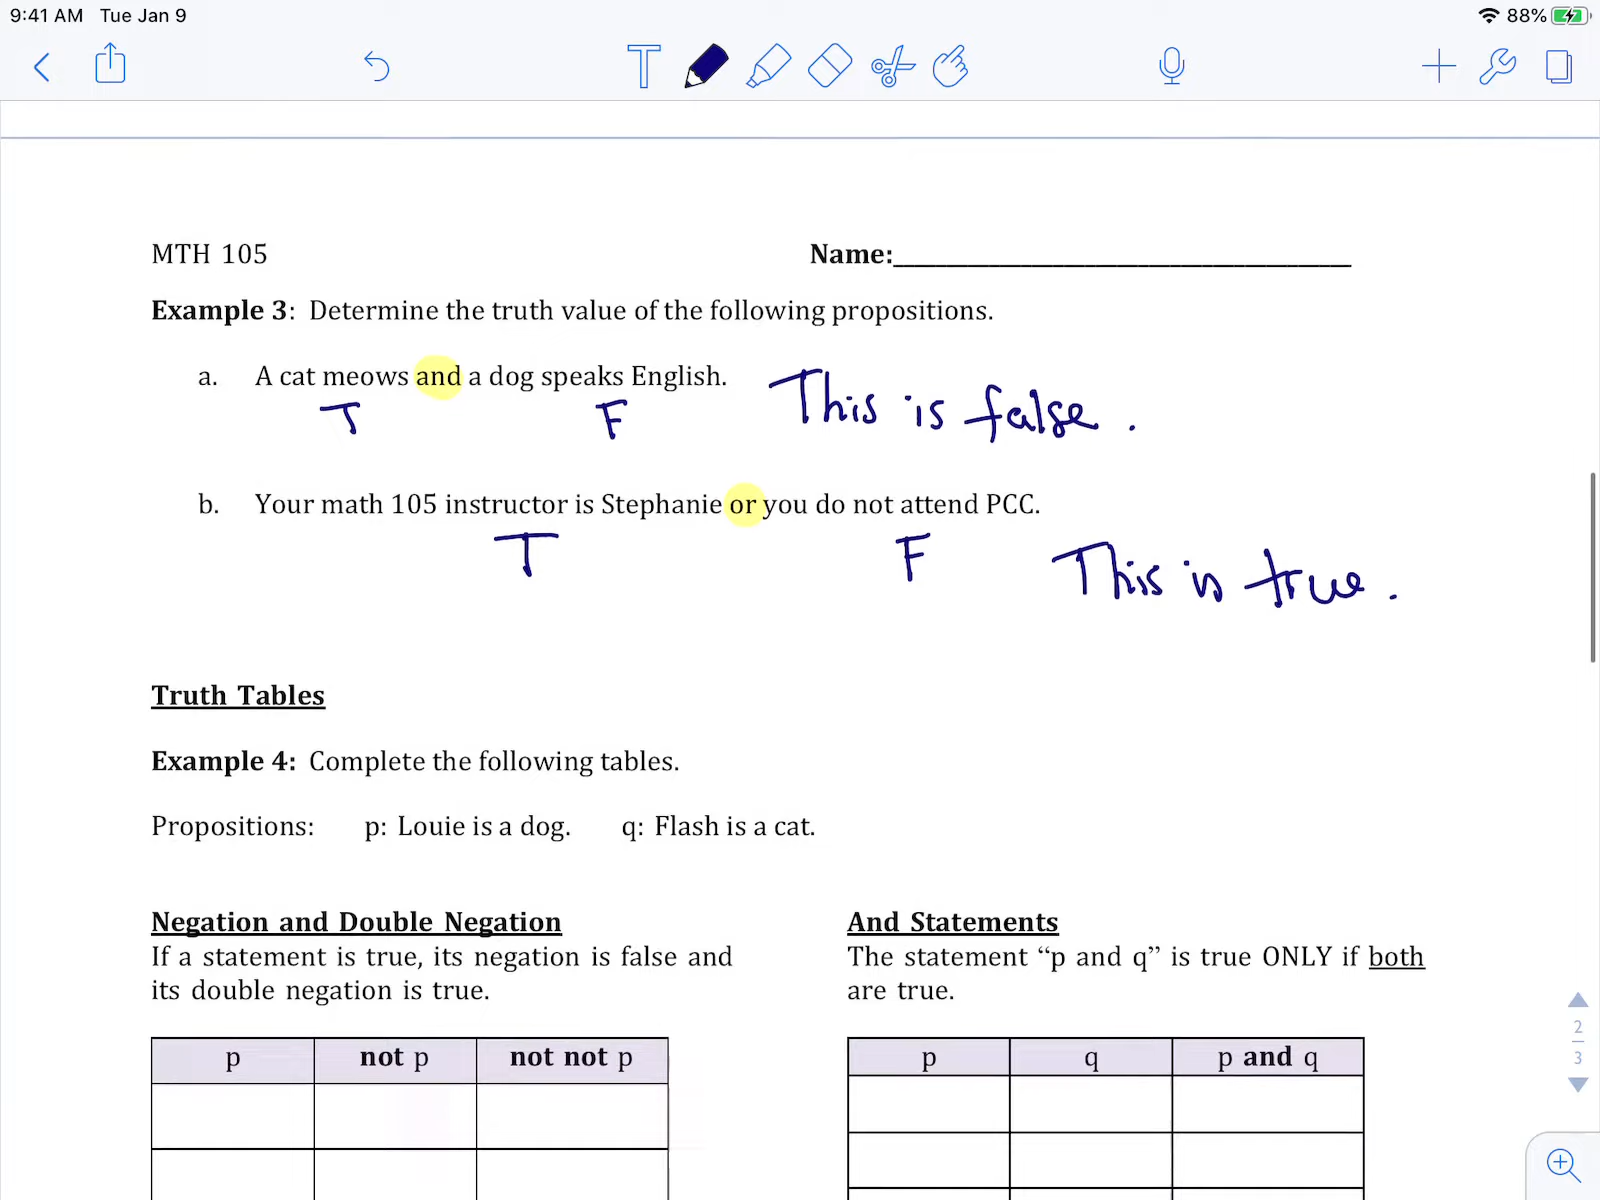 9:41 AM Tue Jan 9 88%
T
MTH 105 Name:
Example 3: Determine the truth value of the following propositions.
a. A cat meows and a dog speaks English. This is false.
T F
b. Your math 105 instructor is Stephanie or you do not attend PCC.
T F This is true.
Truth Tables
Example 4: Complete the following tables.
Propositions: p: Louie is a dog. q: Flash is a cat.
Negation and Double Negation
If a statement is true, its negation is false and
its double negation is true.
p not p not not p
And Statements
The statement “p and q” is true ONLY if both
are true.
p q p and q
2
3